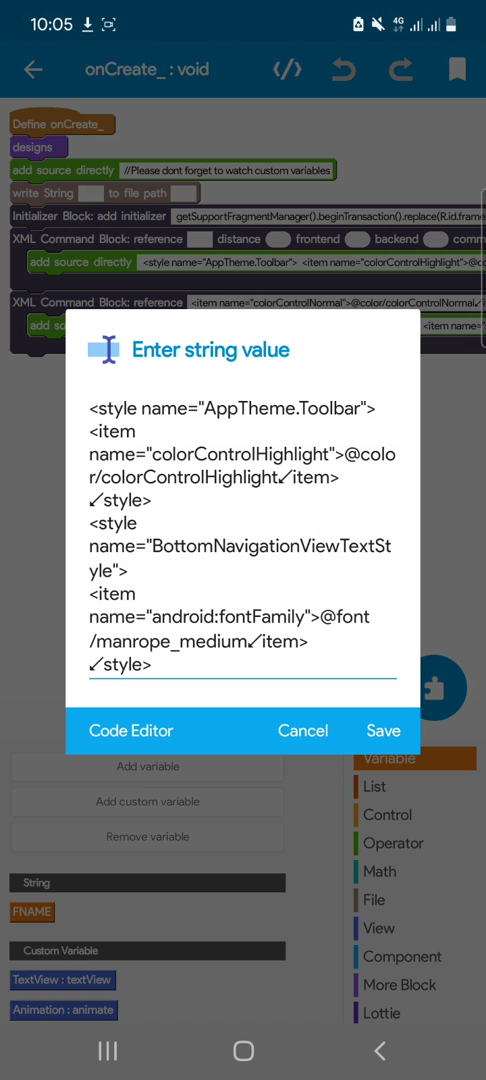 10:05
4G
onCreate_ : void
Define onCreate_
designs
add source directly //Please dont forget to watch custom variables
write String to file path
Initializer Block: add initializer getSupportFragmentManager().beginTransaction().replace(R.id.frame
XML Command Block: reference distance frontend backend comm
add source directly <style name="AppTheme.Toolbar"> <item name="colorControlHighlight">@co
XML Command Block: reference <item name="colorControlNormal">@color/colorControlNormal↙
add so
<item name="
Enter string value
<style name="AppTheme.Toolbar">
<item
name="colorControlHighlight">@colo
r/colorControlHighlight↙item>
↙style>
<style
name="BottomNavigationViewTextSt
yle">
<item
name="android:fontFamily">@font
/manrope_medium↙item>
↙style>
Code Editor Cancel Save
Add variable
Add custom variable
Remove variable
String
FNAME
Custom Variable
TextView : textView
Animation : animate
Variable
List
Control
Operator
Math
File
View
Component
More Block
Lottie